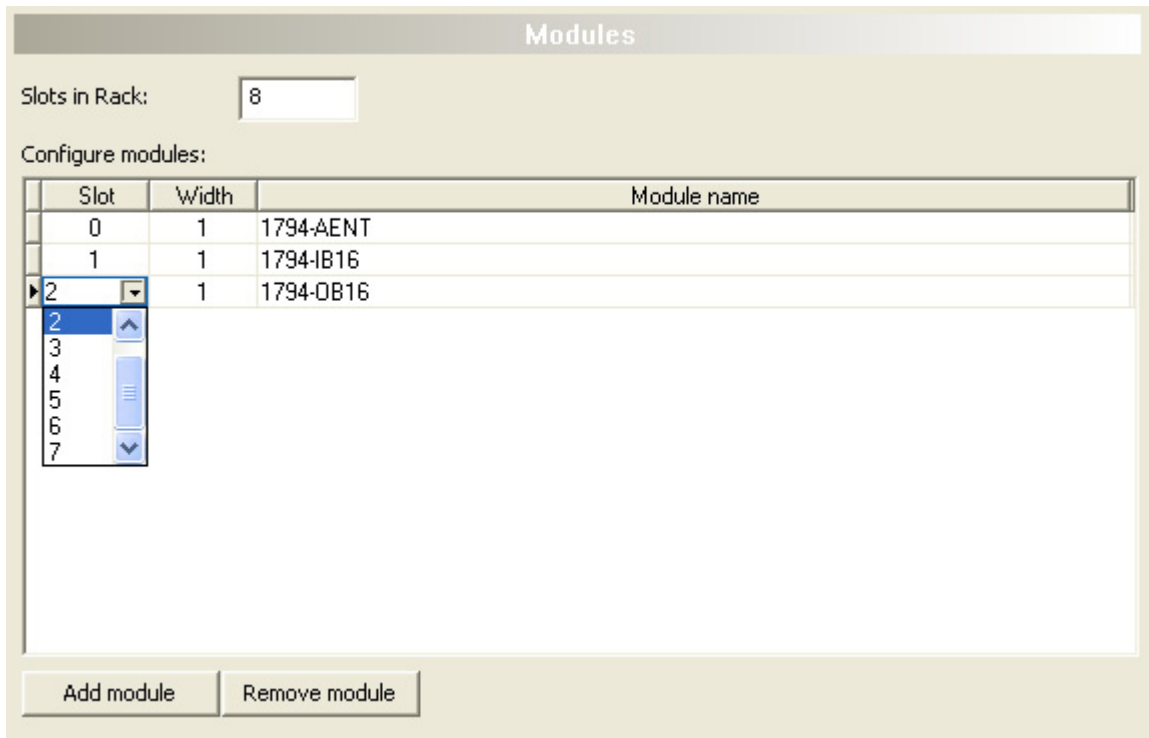 Modules
Slots in Rack: 8
Configure modules:
Slot Width Module name
0 1 1794-AENT
1 1 1794-IB16
2 1 1794-OB16
2
3
4
5
6
7
Add module Remove module